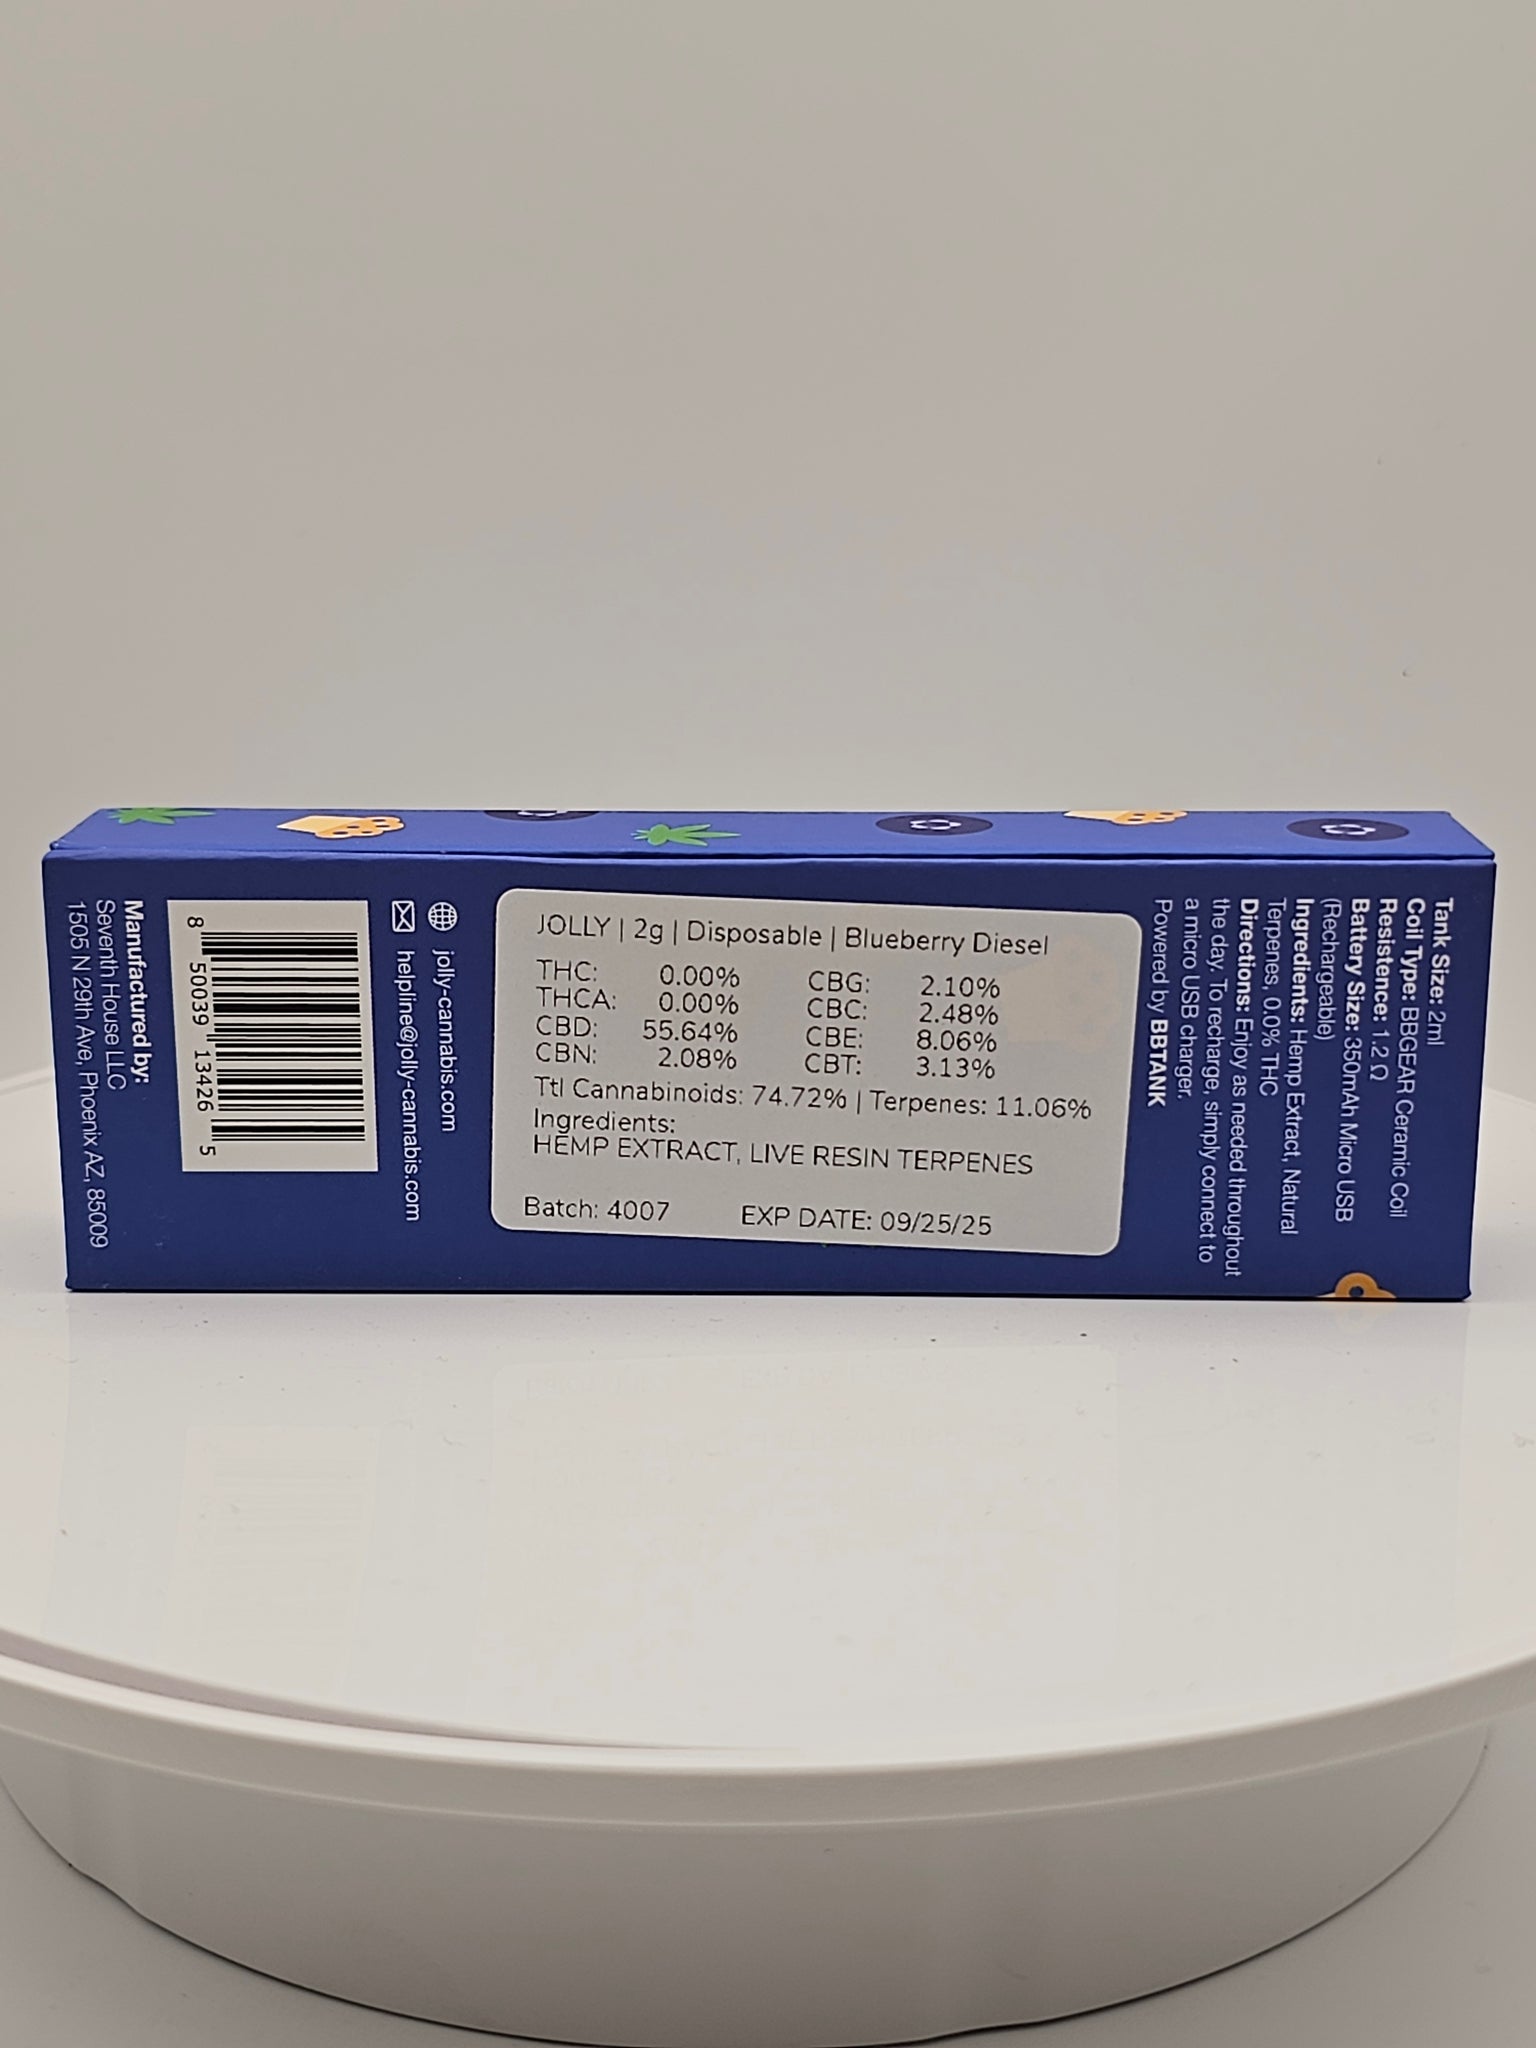 JOLLY | 2g | Disposable | Blueberry Diesel
THC: 0.00% CBG: 2.10%
THCA: 0.00% CBC: 2.48%
CBD: 55.64% CBE: 8.06%
CBN: 2.08% CBT: 3.13%
Ttl Cannabinoids: 74.72% | Terpenes: 11.06%
Ingredients:
HEMP EXTRACT, LIVE RESIN TERPENES
Batch: 4007 EXP DATE: 09/25/25
Tank Size: 2ml
Coil Type: BBGEAR Ceramic Coil
Resistence: 1.2 Ω
Battery Size: 350mAh Micro USB
(Rechargeable)
Ingredients: Hemp Extract, Natural
Terpenes, 0.0% THC
Directions: Enjoy as needed throughout
the day. To recharge, simply connect to
a micro USB charger.
Powered by BBTANK
jolly-cannabis.com
helpline@jolly-cannabis.com
8 50039 13426 5
Manufactured by:
Seventh House LLC
1505 N 29th Ave, Phoenix AZ, 85009